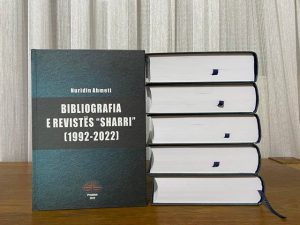 Nuridin Ahmeti
BIBLIOGRAFIA
E REVISTËS "SHARRI"
(1992-2022)